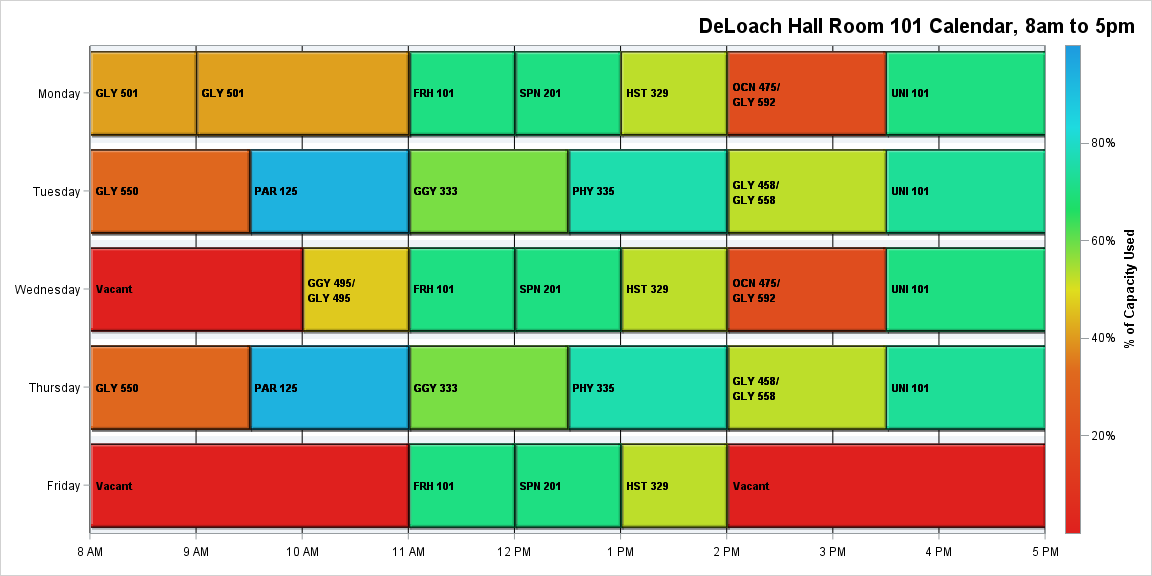 DeLoach Hall Room 101 Calendar, 8am to 5pm
Monday
GLY 501
GLY 501
FRH 101
SPN 201
HST 329
OCN 475/
GLY 592
UNI 101
Tuesday
GLY 550
PAR 125
GGY 333
PHY 335
GLY 458/
GLY 558
UNI 101
Wednesday
Vacant
GGY 495/
GLY 495
FRH 101
SPN 201
HST 329
OCN 475/
GLY 592
UNI 101
Thursday
GLY 550
PAR 125
GGY 333
PHY 335
GLY 458/
GLY 558
UNI 101
Friday
Vacant
FRH 101
SPN 201
HST 329
Vacant
8 AM
9 AM
10 AM
11 AM
12 PM
1 PM
2 PM
3 PM
4 PM
5 PM
80%
60%
40%
20%
% of Capacity Used